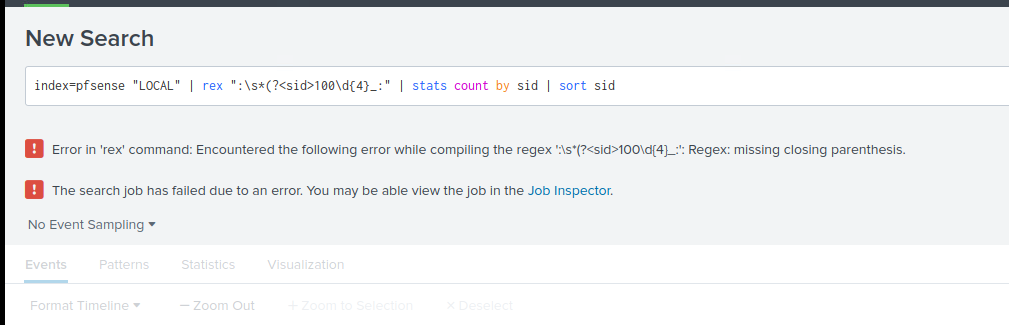 New Search
index=pfsense "LOCAL" | rex ":\s*(?<sid>100\d{4}_:" | stats count by sid | sort sid
! Error in 'rex' command: Encountered the following error while compiling the regex ':\s*(?<sid>100\d{4}_:': Regex: missing closing parenthesis.
! The search job has failed due to an error. You may be able view the job in the Job Inspector.
No Event Sampling
Events Patterns Statistics Visualization
Format Timeline − Zoom Out + Zoom to Selection × Deselect